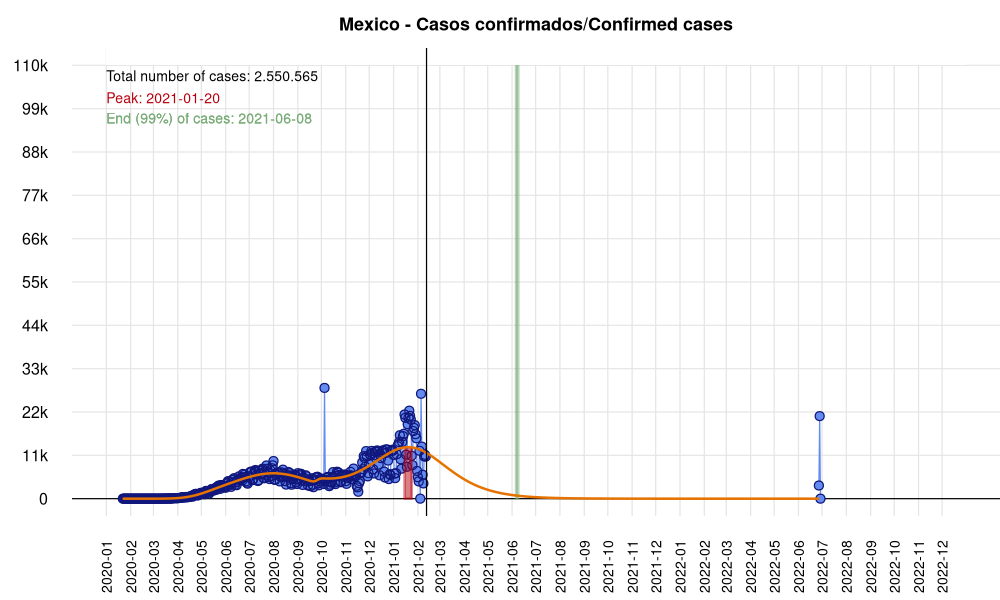 Mexico - Casos confirmados/Confirmed cases
Total number of cases: 2.550.565
Peak: 2021-01-20
End (99%) of cases: 2021-06-08
110k
99k
88k
77k
66k
55k
44k
33k
22k
11k
0
2020-01
2020-02
2020-03
2020-04
2020-05
2020-06
2020-07
2020-08
2020-09
2020-10
2020-11
2020-12
2021-01
2021-02
2021-03
2021-04
2021-05
2021-06
2021-07
2021-08
2021-09
2021-10
2021-11
2021-12
2022-01
2022-02
2022-03
2022-04
2022-05
2022-06
2022-07
2022-08
2022-09
2022-10
2022-11
2022-12